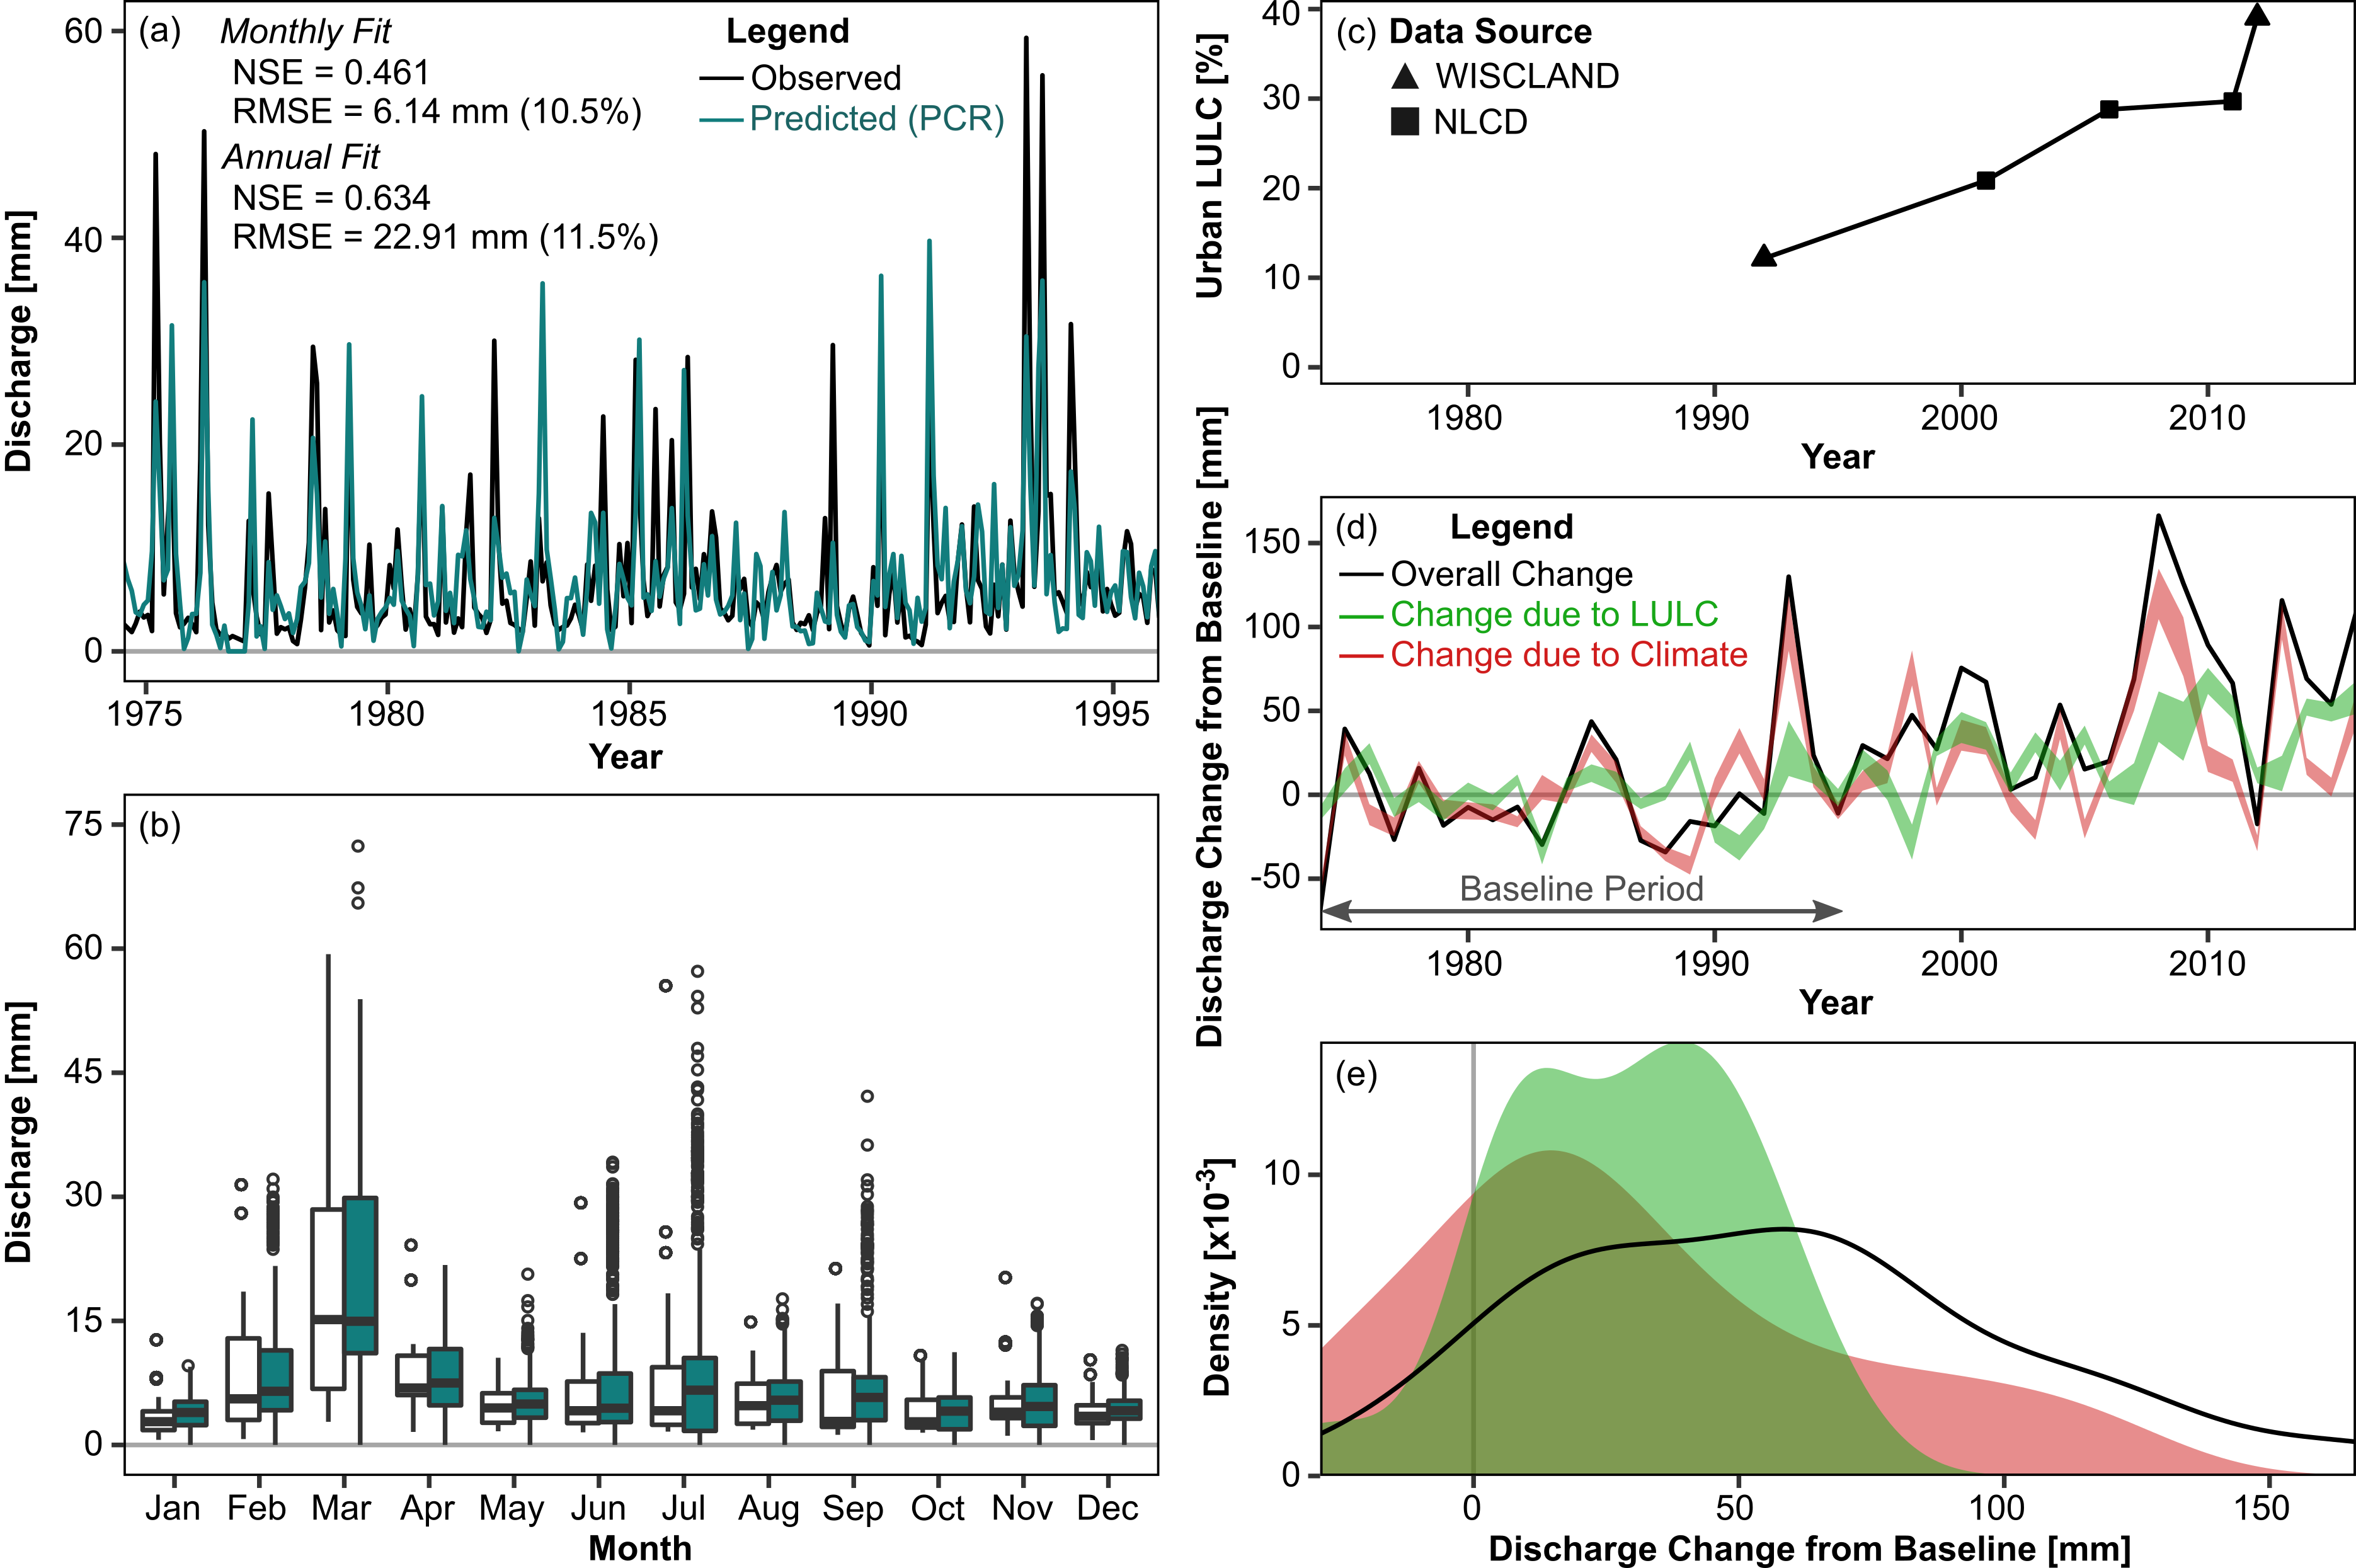 (a)
Monthly Fit
NSE = 0.461
RMSE = 6.14 mm (10.5%)
Annual Fit
NSE = 0.634
RMSE = 22.91 mm (11.5%)
Legend
Observed
Predicted (PCR)
60
40
20
0
Discharge [mm]
1975
1980
1985
1990
1995
Year
(b)
75
60
45
30
15
0
Discharge [mm]
Jan
Feb
Mar
Apr
May
Jun
Jul
Aug
Sep
Oct
Nov
Dec
Month
(c)
Data Source
WISCLAND
NLCD
40
30
20
10
0
Urban LULC [%]
1980
1990
2000
2010
Year
(d)
Legend
Overall Change
Change due to LULC
Change due to Climate
Baseline Period
150
100
50
0
-50
Discharge Change from Baseline [mm]
1980
1990
2000
2010
Year
(e)
10
5
0
Density [x10⁻³]
0
50
100
150
Discharge Change from Baseline [mm]